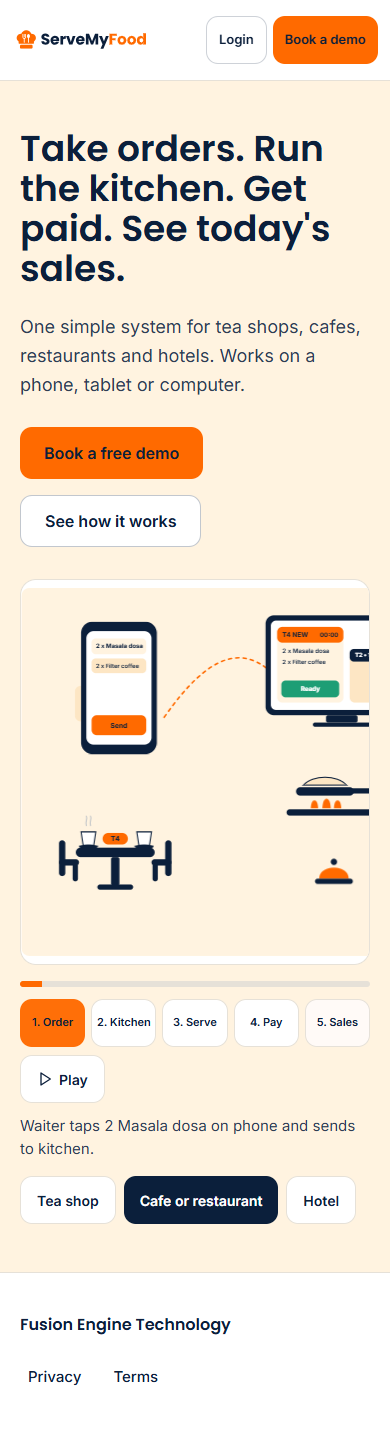 ServeMyFood
Login
Book a demo
Take orders. Run
the kitchen. Get
paid. See today's
sales.
One simple system for tea shops, cafes,
restaurants and hotels. Works on a
phone, tablet or computer.
Book a free demo
See how it works
2 x Masala dosa
2 x Filter coffee
Send
T4 NEW 00:00
2 x Masala dosa
2 x Filter coffee
Ready
T2 •
T4
1. Order
2. Kitchen
3. Serve
4. Pay
5. Sales
Play
Waiter taps 2 Masala dosa on phone and sends
to kitchen.
Tea shop
Cafe or restaurant
Hotel
Fusion Engine Technology
Privacy
Terms